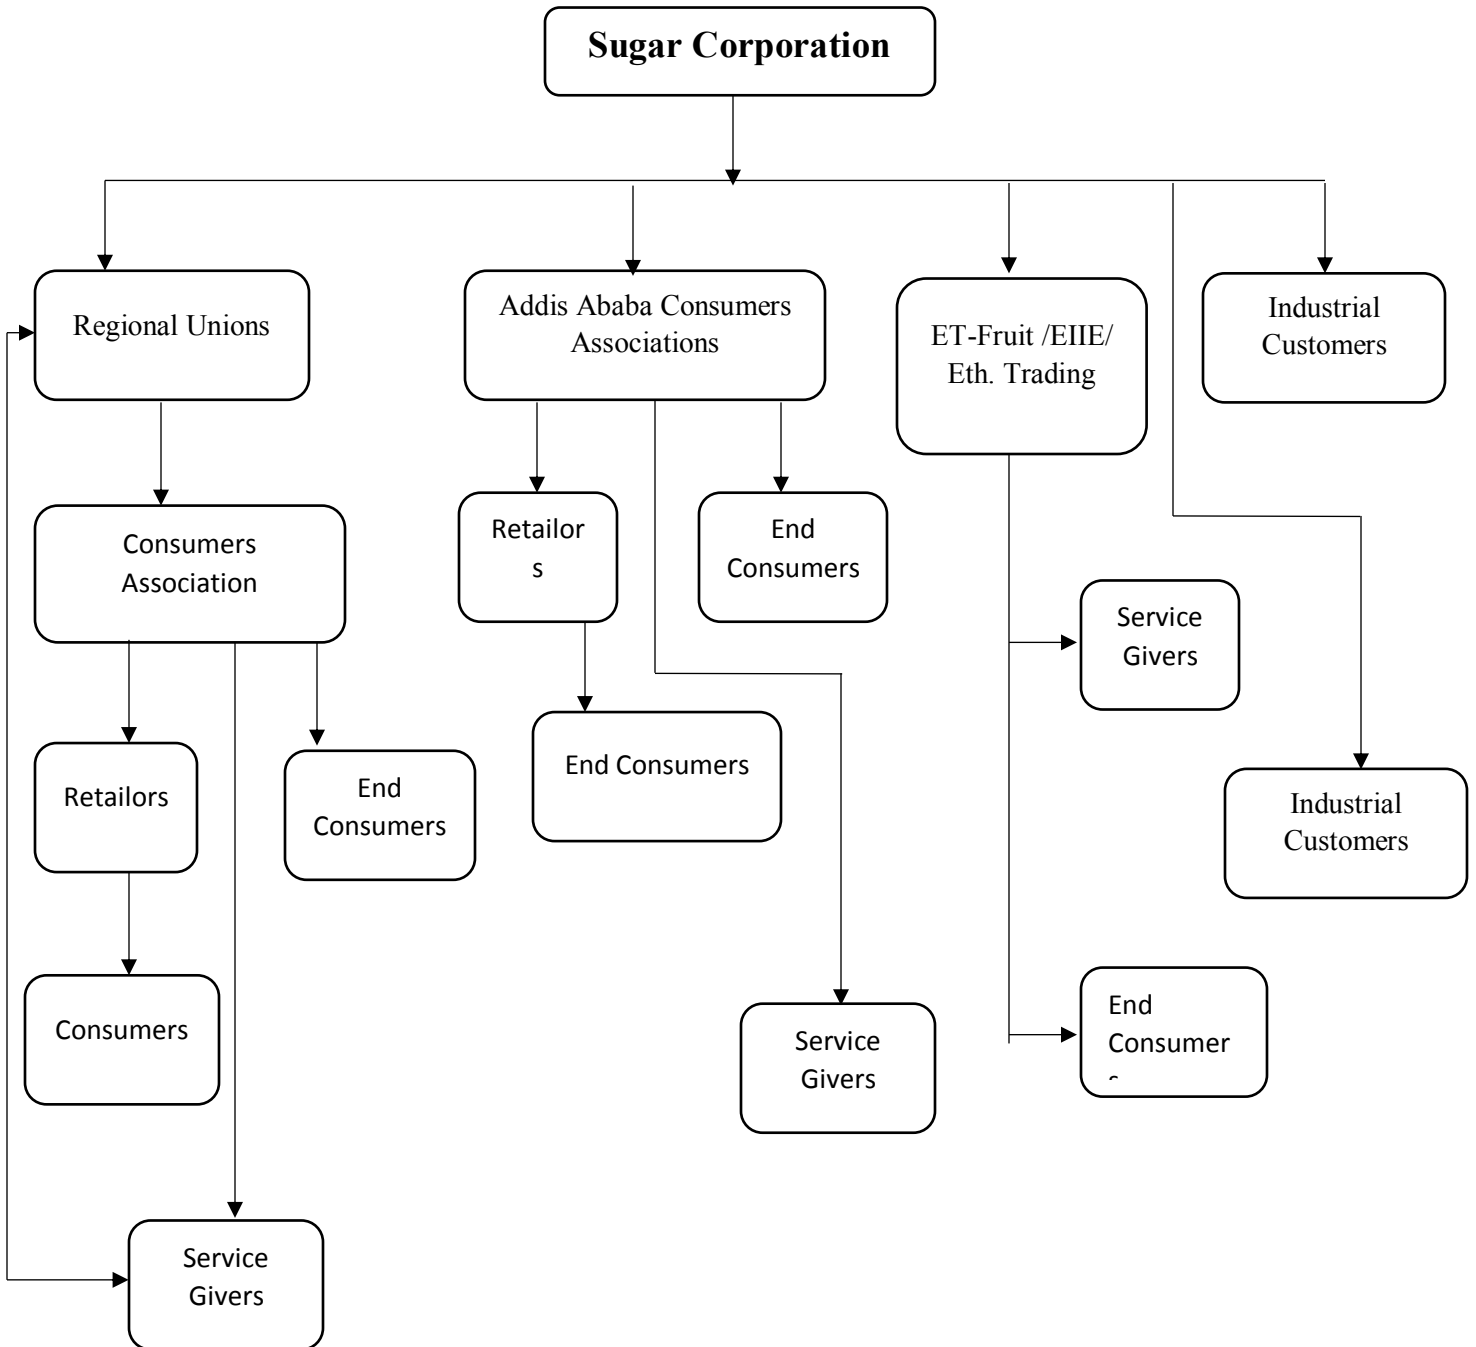 Sugar Corporation
Regional Unions
Addis Ababa Consumers
Associations
ET-Fruit /EIIE/
Eth. Trading
Industrial
Customers
Consumers
Association
Retailor
s
End
Consumers
Service
Givers
Retailors
End
Consumers
End Consumers
Industrial
Customers
Consumers
Service
Givers
End
Consumer
s
Service
Givers